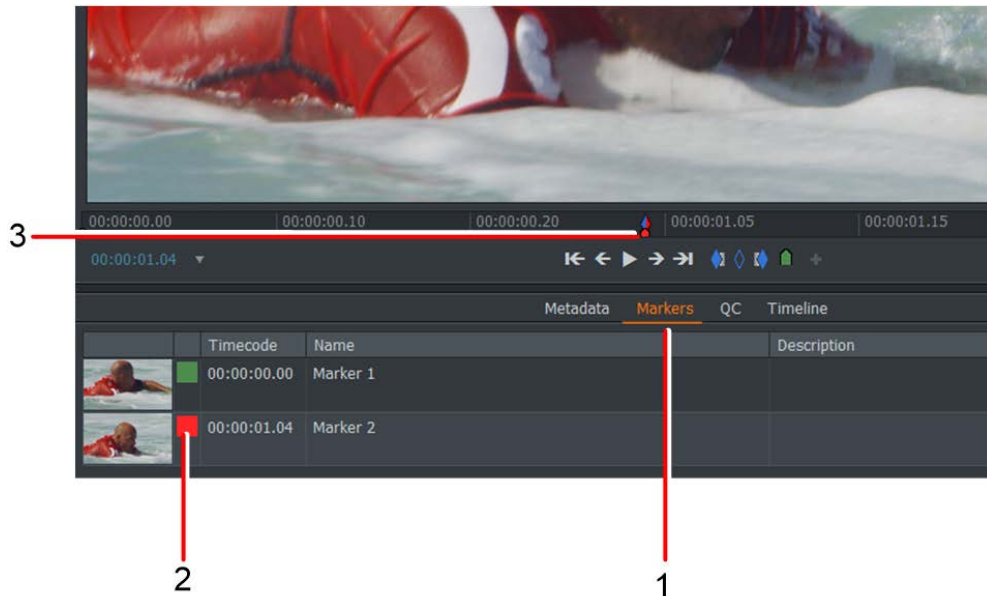 00:00:00.00 00:00:00.10 00:00:00.20 00:00:01.05 00:00:01.15
3
00:00:01.04
Metadata Markers QC Timeline
Timecode Name Description
00:00:00.00 Marker 1
00:00:01.04 Marker 2
2 1